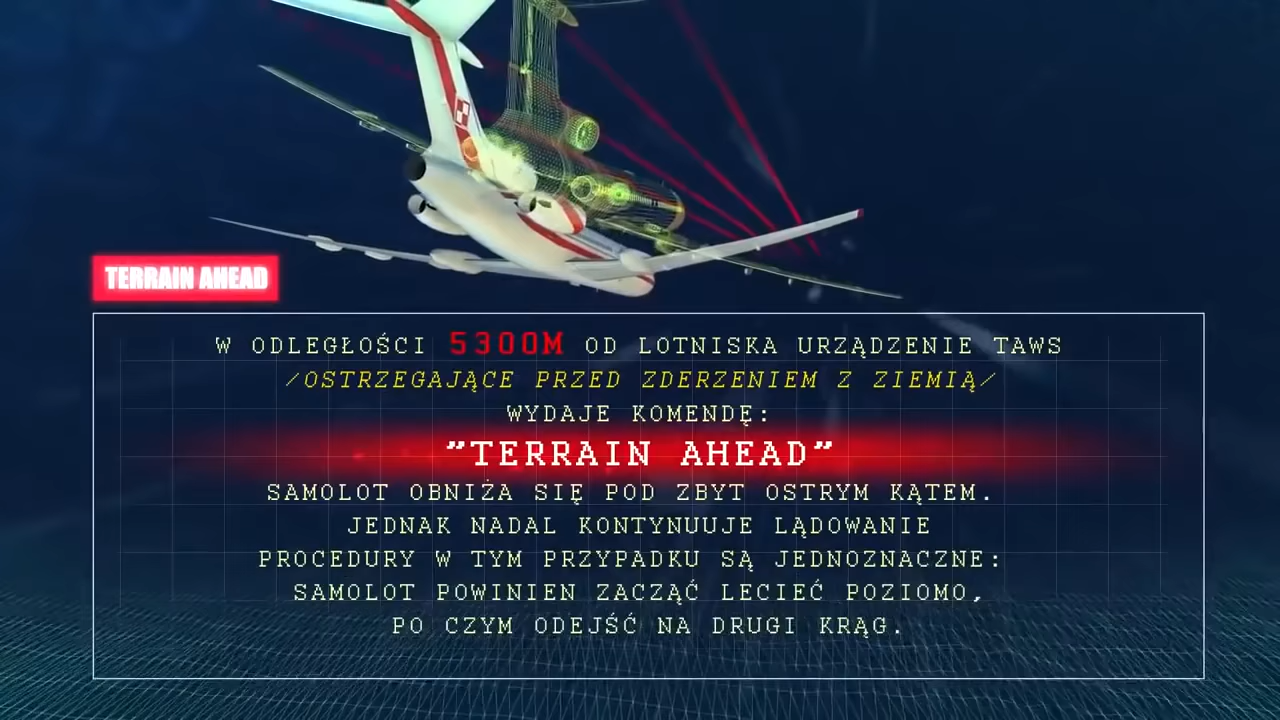 TERRAIN AHEAD
W ODLEGŁOŚCI 5300M OD LOTNISKA URZĄDZENIE TAWS
/OSTRZEGAJĄCE PRZED ZDERZENIEM Z ZIEMIĄ/
WYDAJE KOMENDĘ:
"TERRAIN AHEAD"
SAMOLOT OBNIŻA SIĘ POD ZBYT OSTRYM KĄTEM.
JEDNAK NADAL KONTYNUUJE LĄDOWANIE
PROCEDURY W TYM PRZYPADKU SĄ JEDNOZNACZNE:
SAMOLOT POWINIEN ZACZĄĆ LECIEĆ POZIOMO,
PO CZYM ODEJŚĆ NA DRUGI KRĄG.